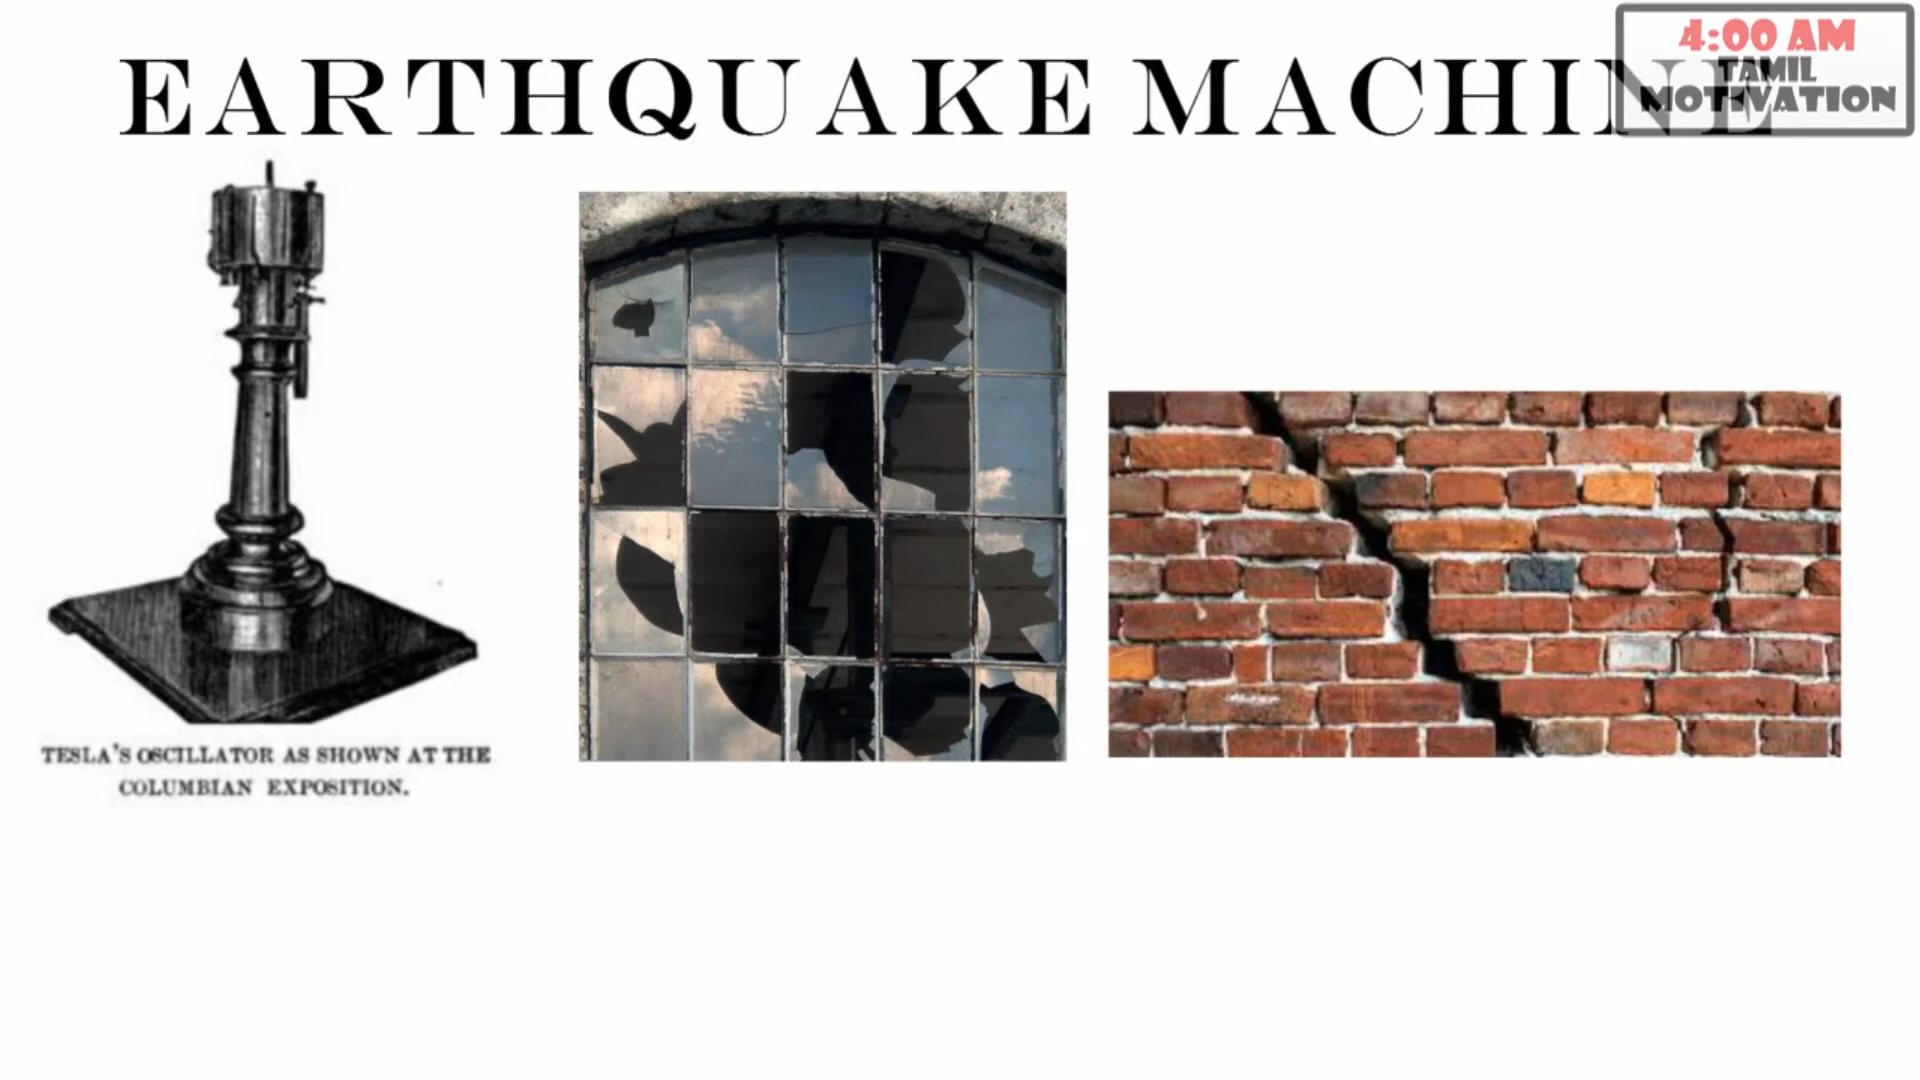 EARTHQUAKE MACHINE
4:00 AM
TAMIL
MOTIVATION
TESLA'S OSCILLATOR AS SHOWN AT THE
COLUMBIAN EXPOSITION.